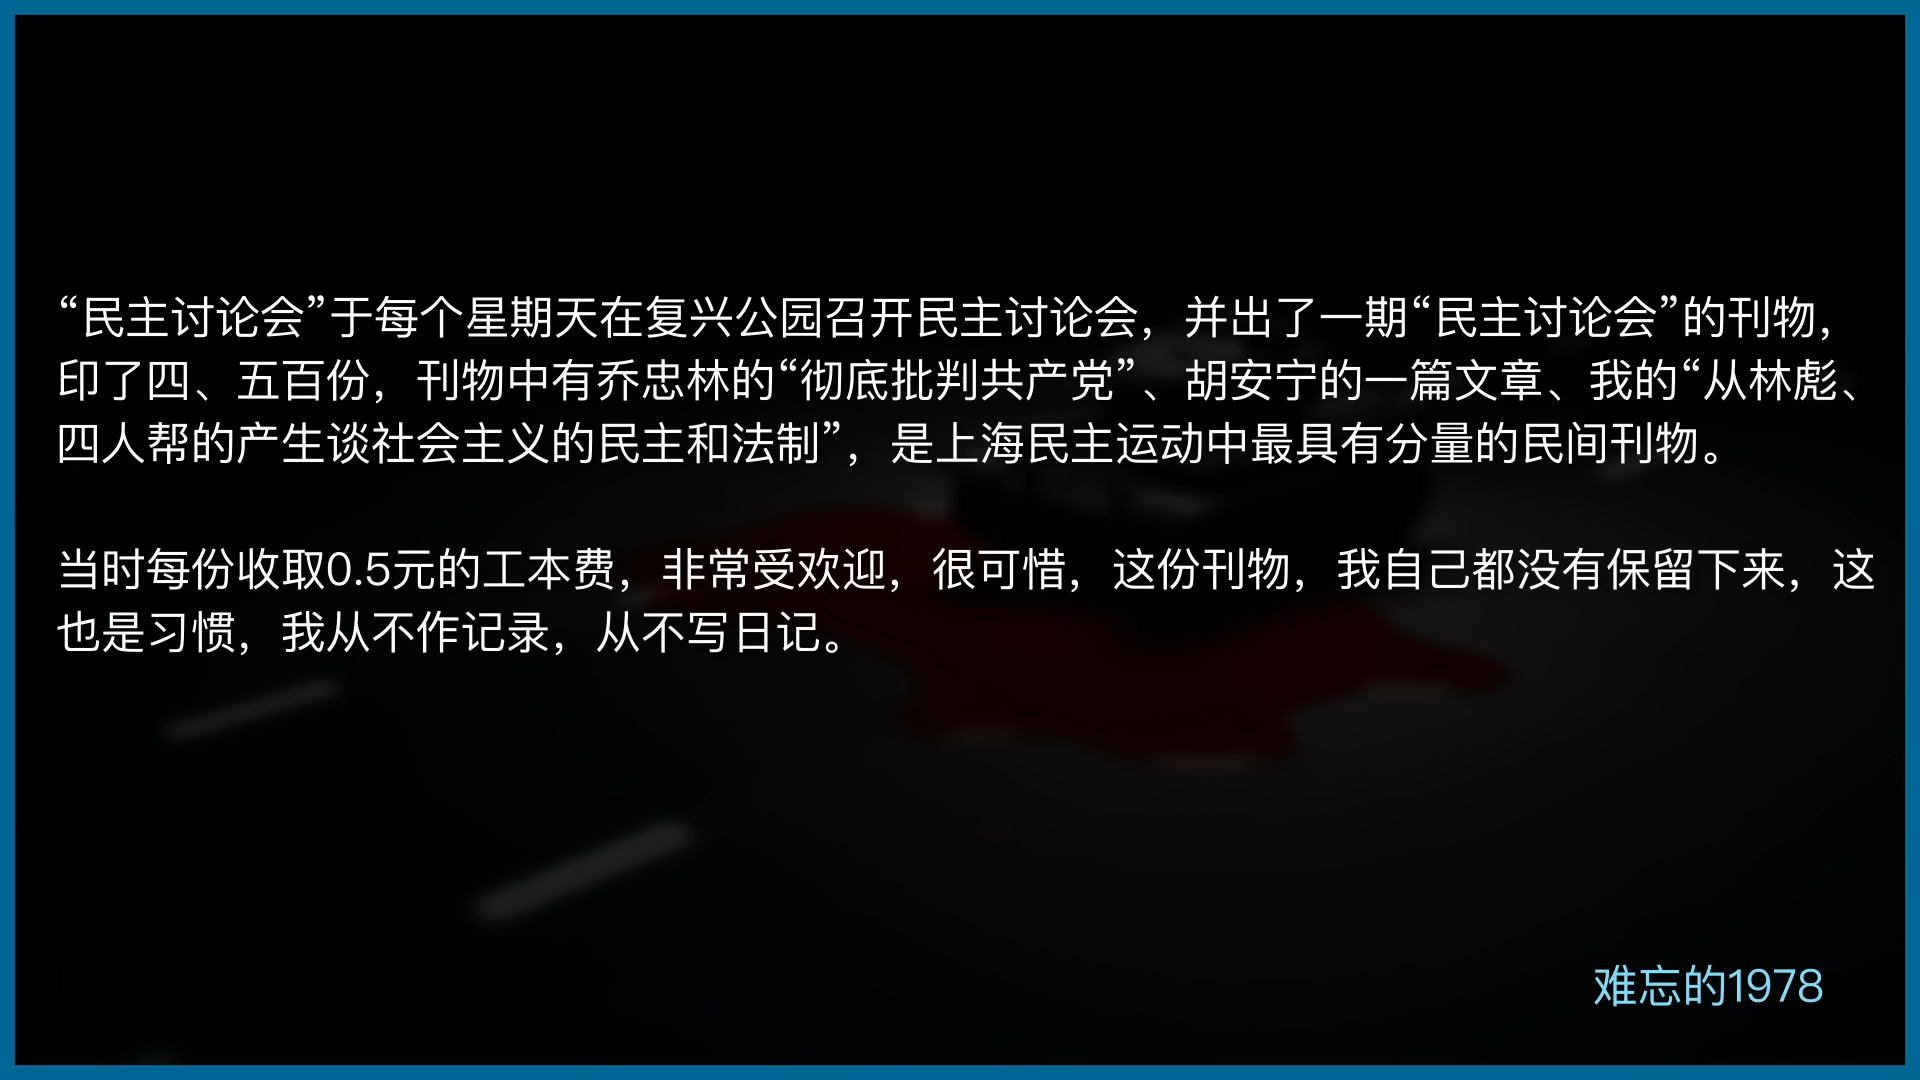 “民主讨论会”于每个星期天在复兴公园召开民主讨论会，并出了一期“民主讨论会”的刊物，
印了四、五百份，刊物中有乔忠林的“彻底批判共产党”、胡安宁的一篇文章、我的“从林彪、
四人帮的产生谈社会主义的民主和法制”，是上海民主运动中最具有分量的民间刊物。
当时每份收取0.5元的工本费，非常受欢迎，很可惜，这份刊物，我自己都没有保留下来，这
也是习惯，我从不作记录，从不写日记。
难忘的1978